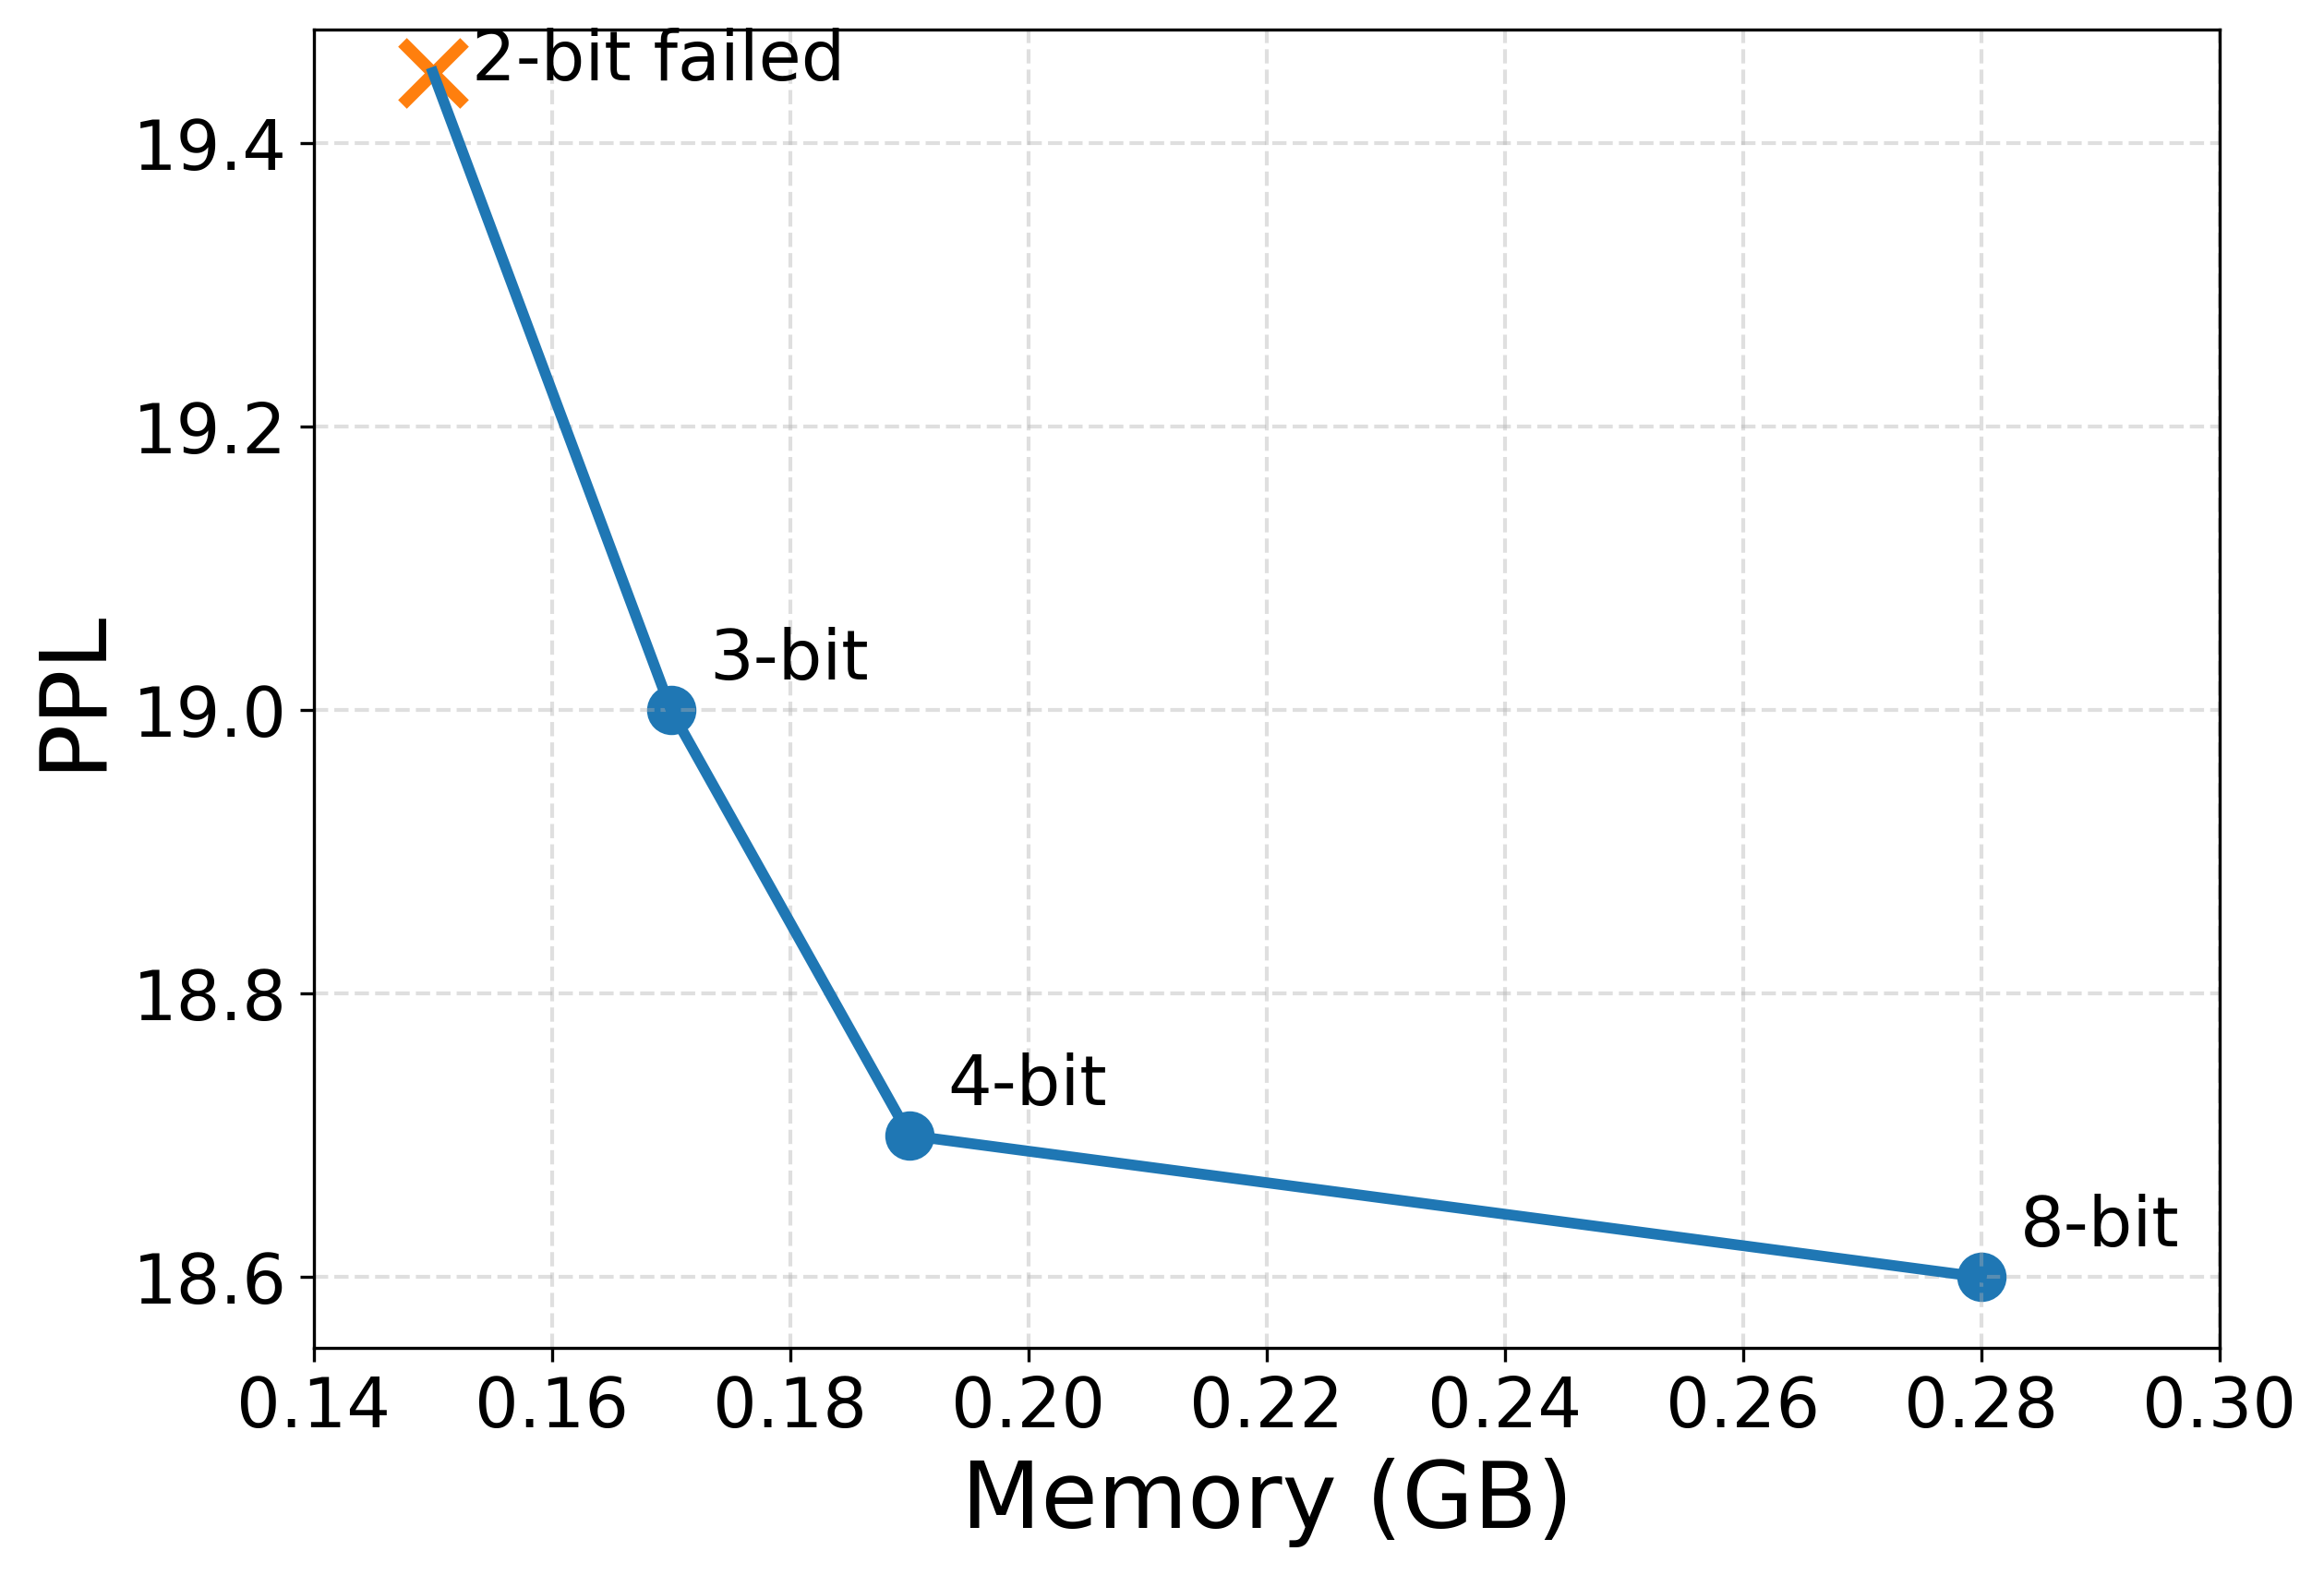 2-bit failed
19.4
19.2
3-bit
19.0
PPL
18.8
4-bit
8-bit
18.6
0.14 0.16 0.18 0.20 0.22 0.24 0.26 0.28 0.30
Memory (GB)